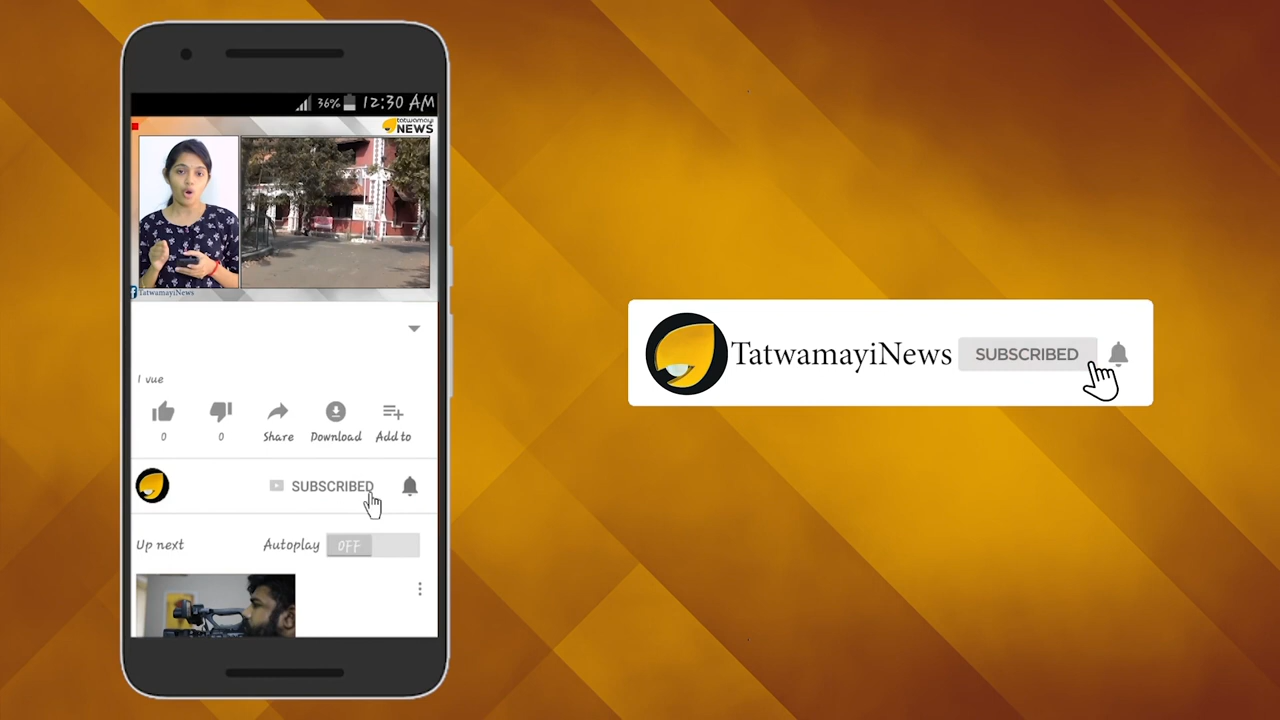 36% 12:30 AM
tatwamayi
NEWS
TatwamayiNews
1 vue
0 0 Share Download Add to
SUBSCRIBED
Up next Autoplay OFF
TatwamayiNews SUBSCRIBED